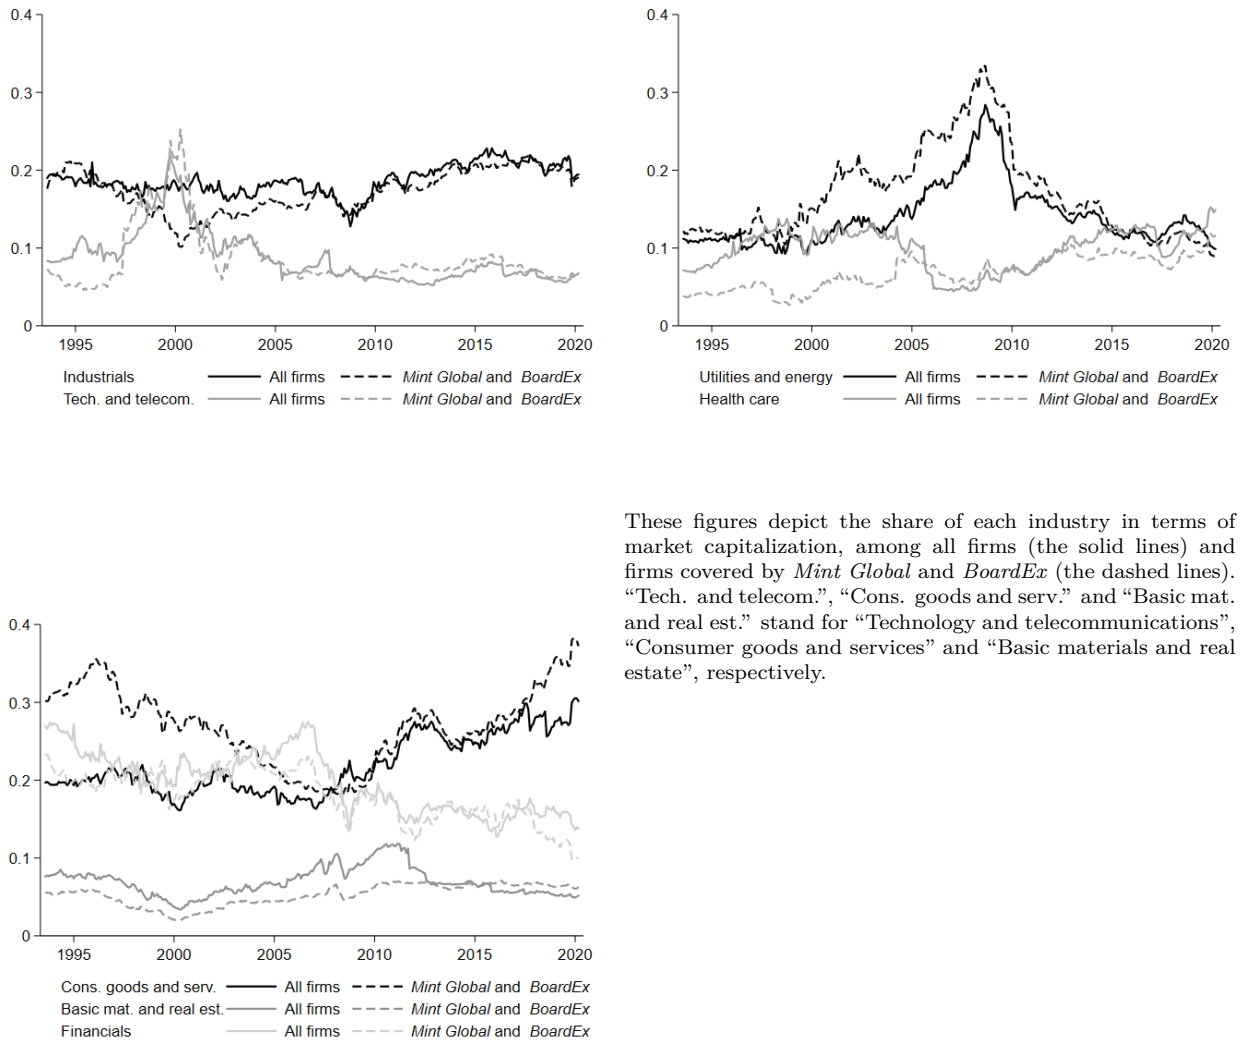 0.4
0.3
0.2
0.1
0
1995 2000 2005 2010 2015 2020
Industrials All firms Mint Global and BoardEx
Tech. and telecom. All firms Mint Global and BoardEx
0.4
0.3
0.2
0.1
0
1995 2000 2005 2010 2015 2020
Utilities and energy All firms Mint Global and BoardEx
Health care All firms Mint Global and BoardEx
0.4
0.3
0.2
0.1
0
1995 2000 2005 2010 2015 2020
Cons. goods and serv. All firms Mint Global and BoardEx
Basic mat. and real est. All firms Mint Global and BoardEx
Financials All firms Mint Global and BoardEx
These figures depict the share of each industry in terms of
market capitalization, among all firms (the solid lines) and
firms covered by Mint Global and BoardEx (the dashed lines).
“Tech. and telecom.”, “Cons. goods and serv.” and “Basic mat.
and real est.” stand for “Technology and telecommunications”,
“Consumer goods and services” and “Basic materials and real
estate”, respectively.